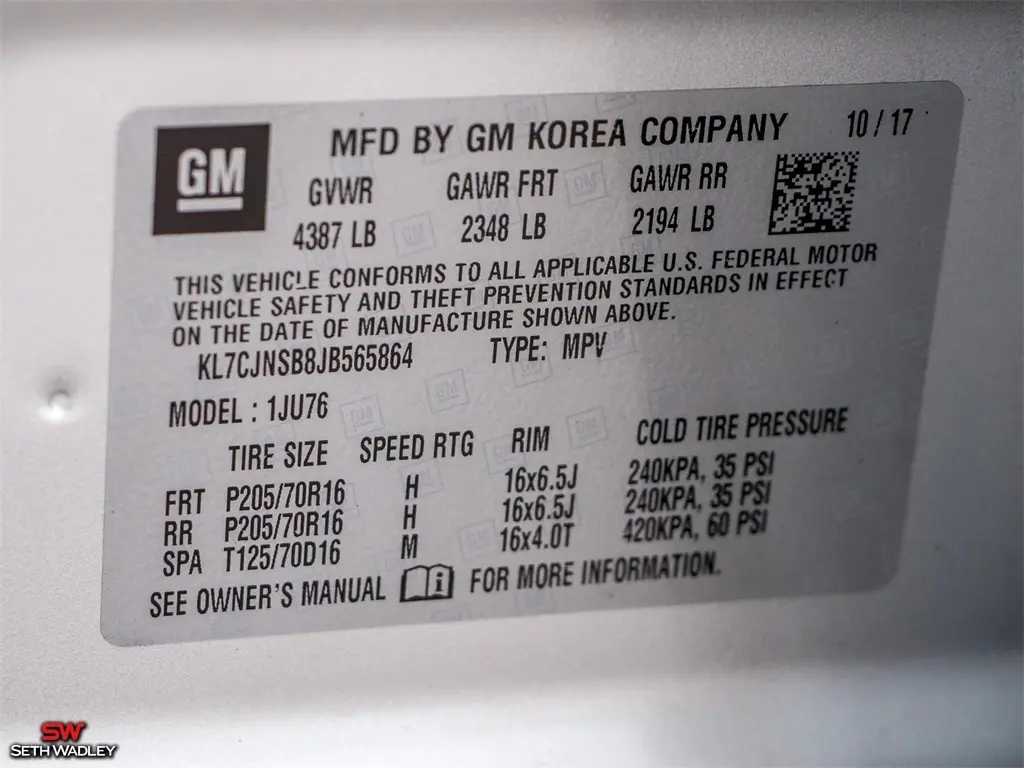 GM
MFD BY GM KOREA COMPANY 10/17
GVWR GAWR FRT GAWR RR
4387 LB 2348 LB 2194 LB
THIS VEHICLE CONFORMS TO ALL APPLICABLE U.S. FEDERAL MOTOR
VEHICLE SAFETY AND THEFT PREVENTION STANDARDS IN EFFECT
ON THE DATE OF MANUFACTURE SHOWN ABOVE.
KL7CJNSB8JB565864 TYPE: MPV
MODEL : 1JU76
TIRE SIZE SPEED RTG RIM COLD TIRE PRESSURE
FRT P205/70R16 H 16x6.5J 240KPA, 35 PSI
RR P205/70R16 H 16x6.5J 240KPA, 35 PSI
SPA T125/70D16 M 16x4.0T 420KPA, 60 PSI
SEE OWNER'S MANUAL FOR MORE INFORMATION.
SW
SETH WADLEY